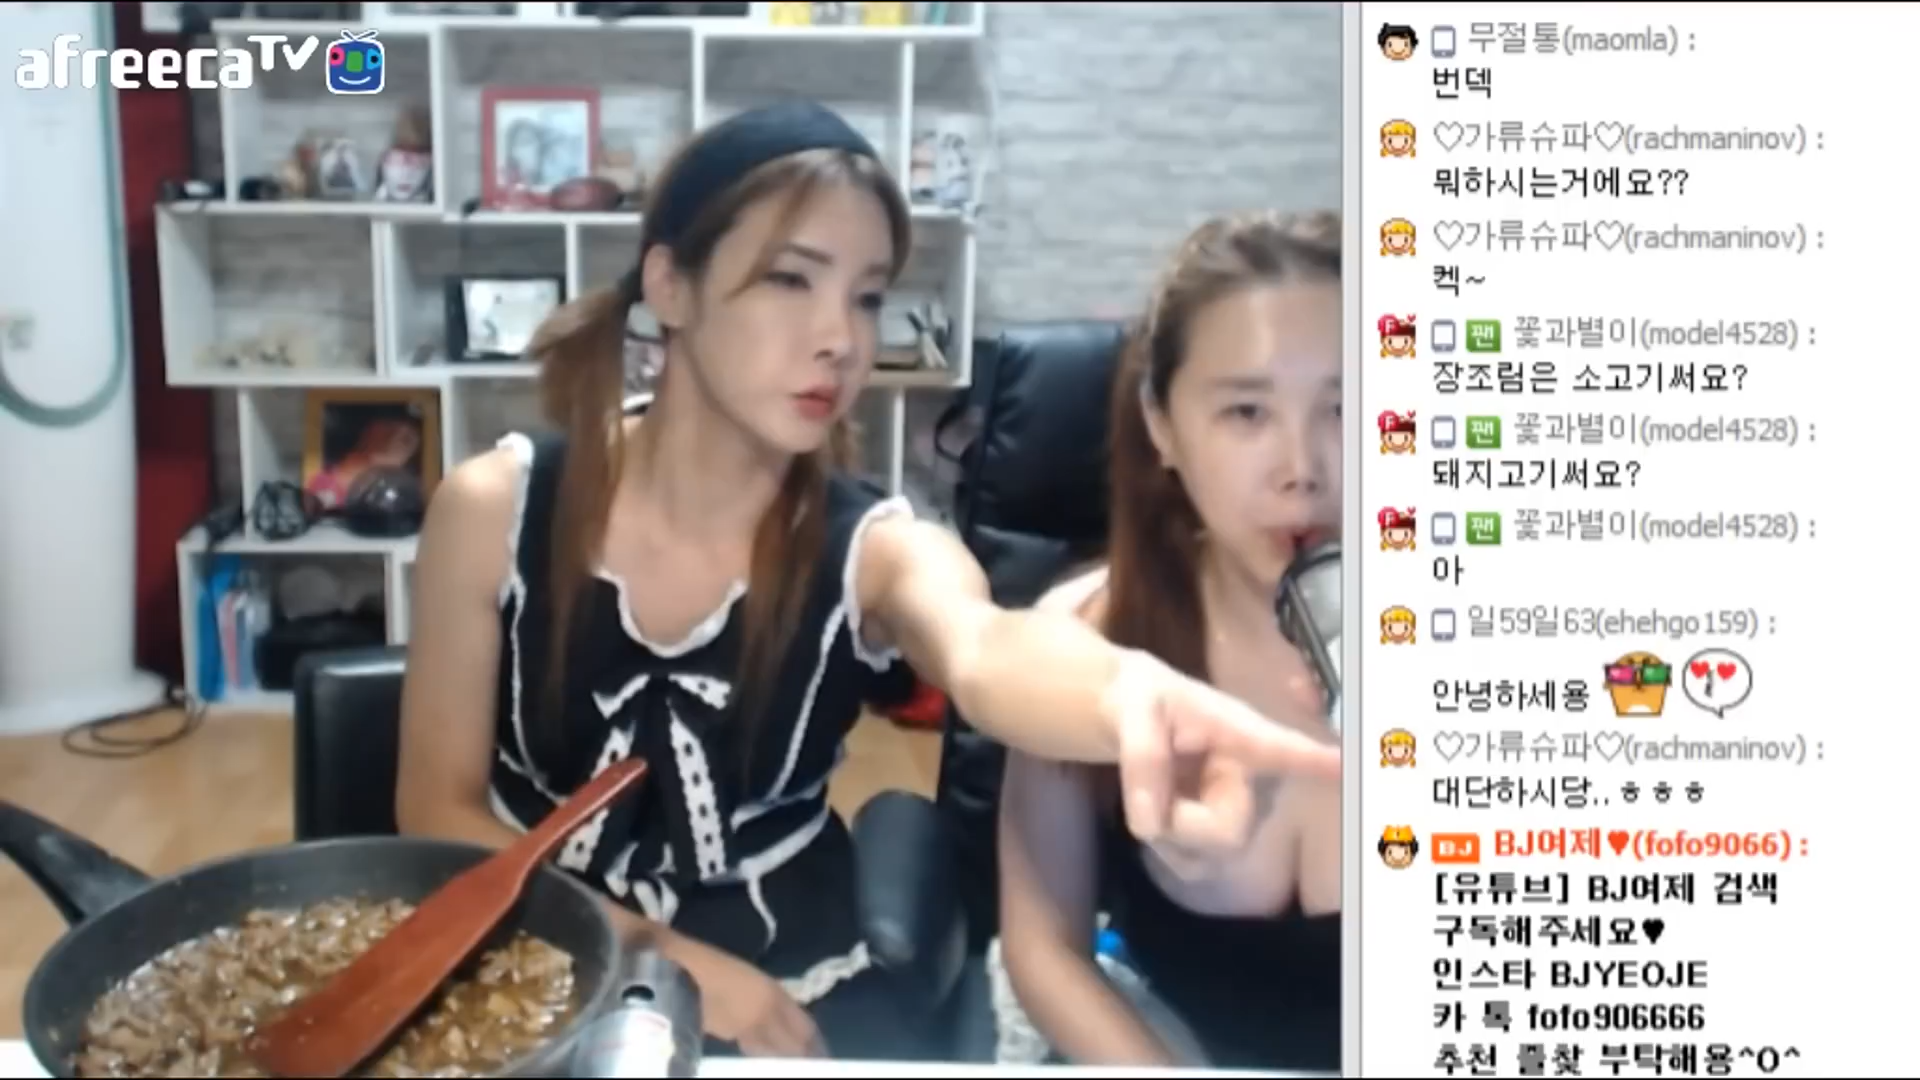 afreecaTV
무절통(maomla) :
번덱
♡가류슈파♡(rachmaninov) :
뭐하시는거에요??
♡가류슈파♡(rachmaninov) :
켁~
팬 꽃과별이(model4528) :
장조림은 소고기써요?
팬 꽃과별이(model4528) :
돼지고기써요?
팬 꽃과별이(model4528) :
아
일59일63(ehehgo159) :
안녕하세용
♡가류슈파♡(rachmaninov) :
대단하시당..ㅎㅎㅎ
BJ BJ여제♥(fofo9066) :
[유튜브] BJ여제 검색
구독해주세요♥
인스타 BJYEOJE
카 톡 fofo906666
추천 즐찾 부탁해용^O^